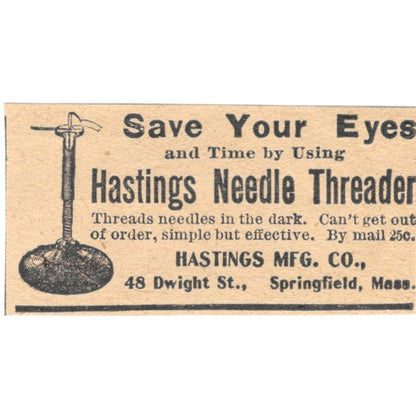 Save Your Eyes
and Time by Using
Hastings Needle Threader
Threads needles in the dark. Can't get out
of order, simple but effective. By mail 25c.
HASTINGS MFG. CO.,
48 Dwight St., Springfield, Mass.